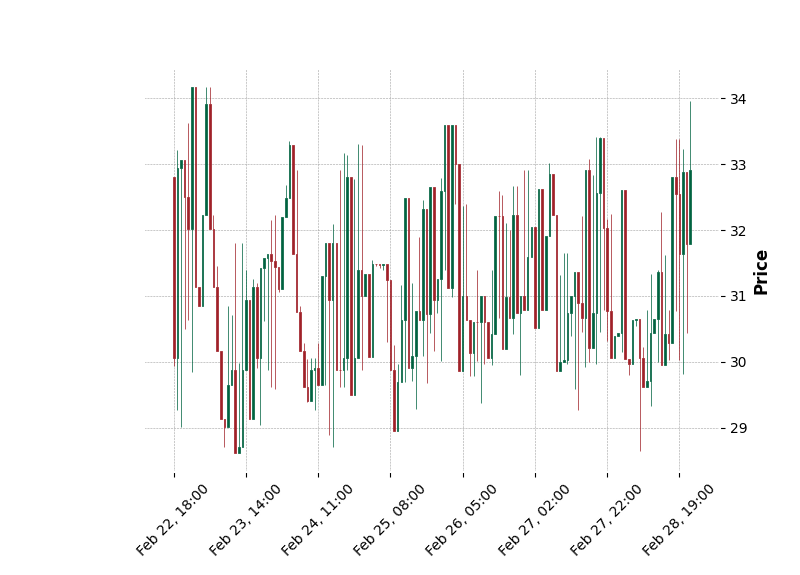 34
33
32
31
30
29
Price
Feb 22, 18:00
Feb 23, 14:00
Feb 24, 11:00
Feb 25, 08:00
Feb 26, 05:00
Feb 27, 02:00
Feb 27, 22:00
Feb 28, 19:00